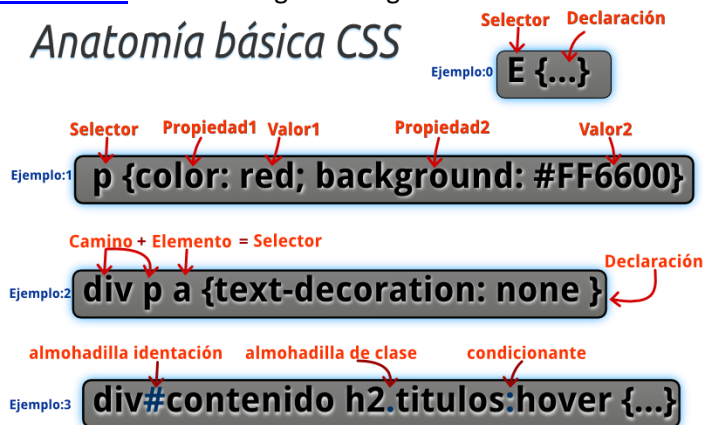 Anatomía básica CSS
Selector Declaración
Ejemplo:0 E {...}
Selector Propiedad1 Valor1 Propiedad2 Valor2
Ejemplo:1 p {color: red; background: #FF6600}
Camino + Elemento = Selector
Declaración
Ejemplo:2 div p a {text-decoration: none }
almohadilla identación almohadilla de clase condicionante
Ejemplo:3 div#contenido h2.titulos:hover {...}